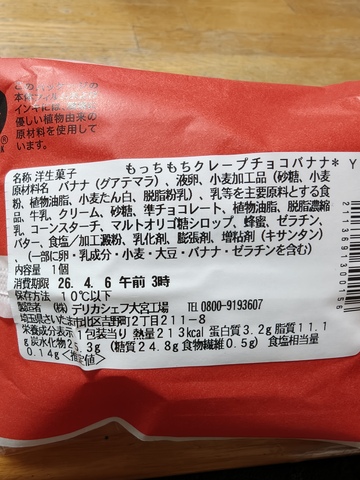 本体フィルムの
インキには、環境に
優しい植物由来の
原材料を使用して
います。
もっちもちクレープチョコバナナ* Y
名称 洋生菓子
原材料名 バナナ(グアテマラ)、液卵、小麦加工品(砂糖、小麦
粉、植物油脂、小麦たん白、脱脂粉乳)、乳等を主要原料とする食
品、牛乳、クリーム、砂糖、準チョコレート、植物油脂、脱脂濃縮
乳、コーンスターチ、マルトオリゴ糖シロップ、蜂蜜、ゼラチン、
バター、食塩/加工澱粉、乳化剤、膨張剤、増粘剤(キサンタン)
、(一部に卵・乳成分・小麦・大豆・バナナ・ゼラチンを含む)
内容量 1個
消費期限 26. 4. 6 午前 3時
保存方法 10℃以下
製造者 (株)デリカシェフ大宮工場 TEL 0800-9193607
埼玉県さいたま市北区吉野町2丁目211-8
栄養成分表示 1包装当り 熱量213kcal 蛋白質3.2g 脂質11.1
g 炭水化物25.3g (糖質24.8g 食物繊維0.5g) 食塩相当量
0.14g <推定値>